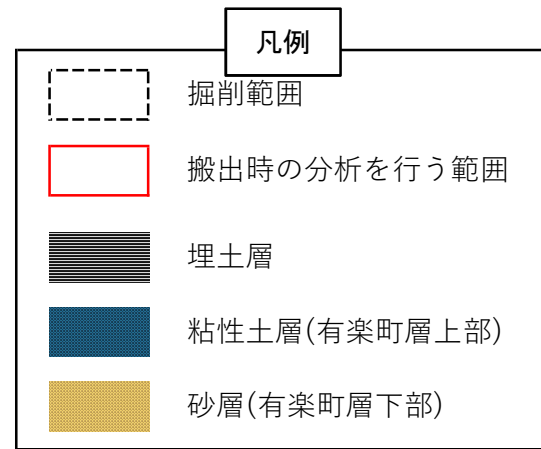 凡例
掘削範囲
搬出時の分析を行う範囲
埋土層
粘性土層(有楽町層上部)
砂層(有楽町層下部)